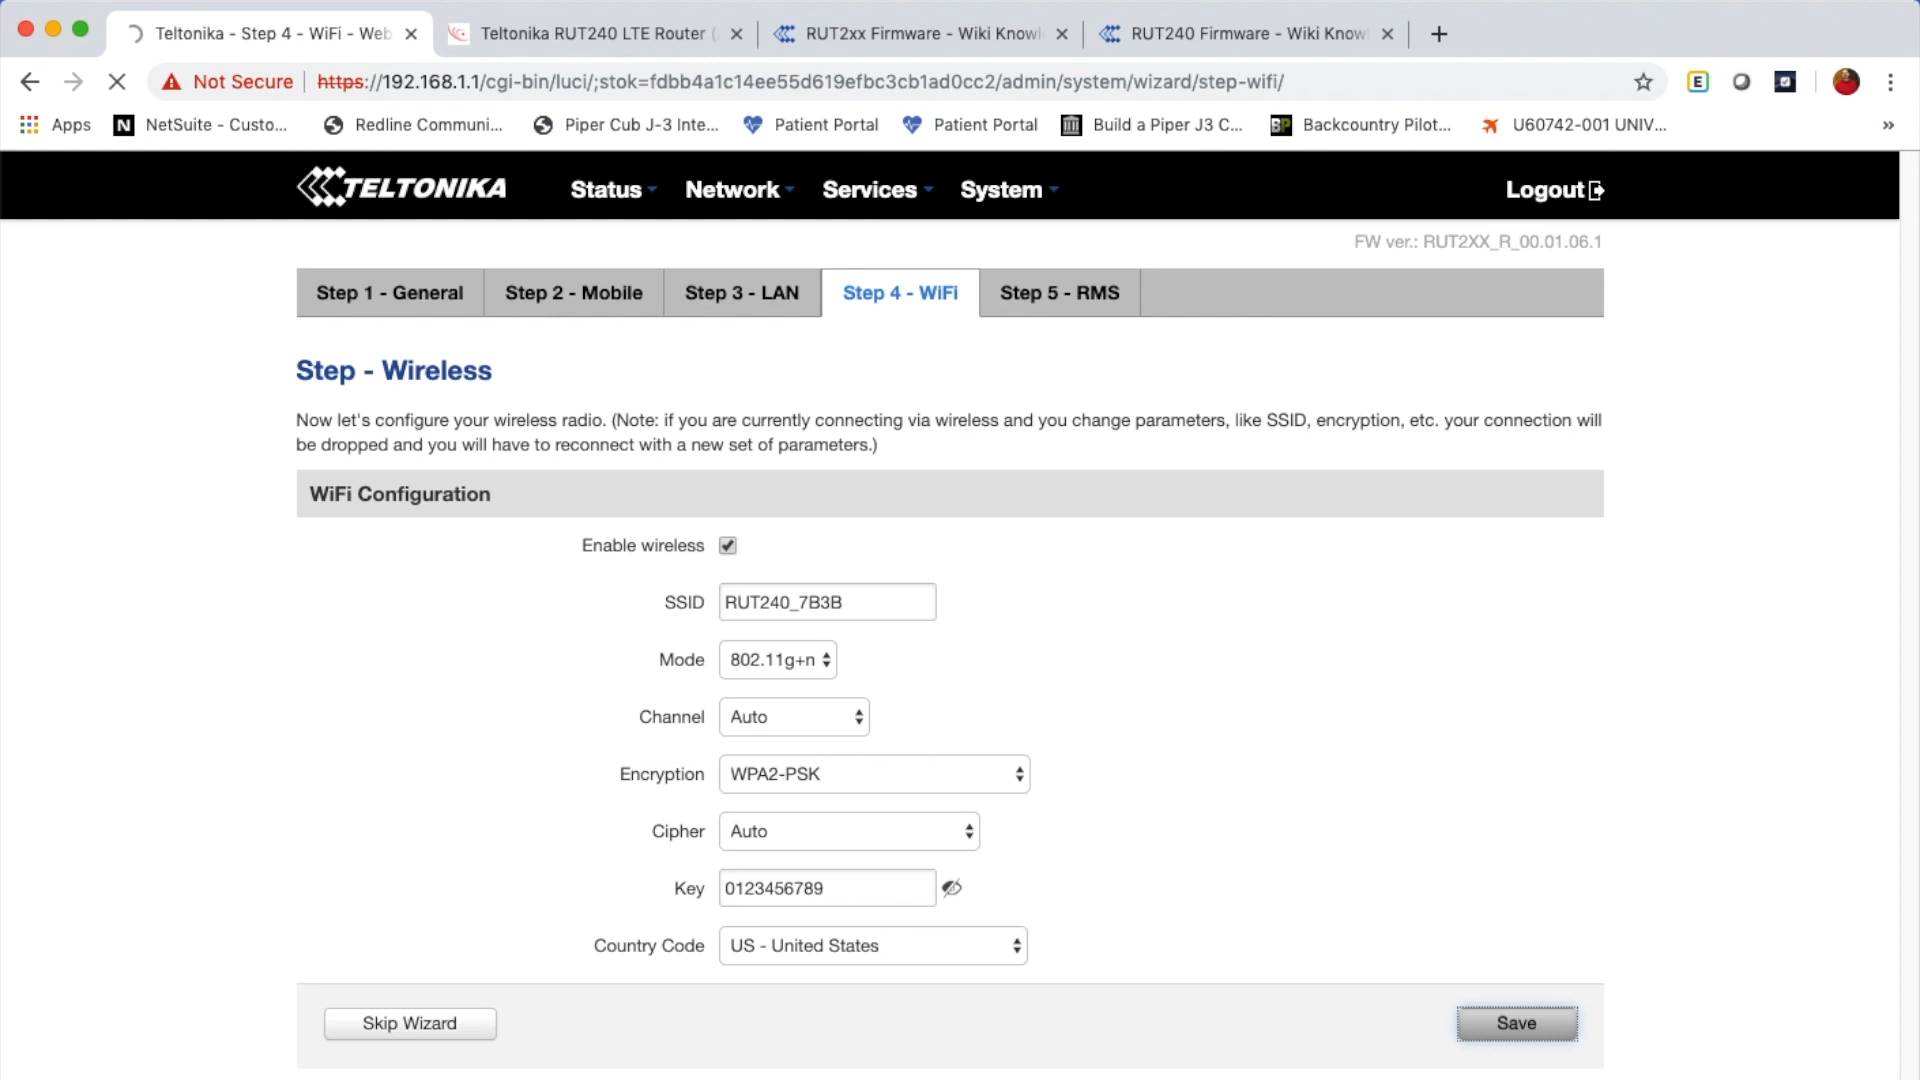 Teltonika - Step 4 - WiFi - Web
Teltonika RUT240 LTE Router (
RUT2xx Firmware - Wiki Knowl
RUT240 Firmware - Wiki Knowl
Not Secure
https://192.168.1.1/cgi-bin/luci/;stok=fdbb4a1c14ee55d619efbc3cb1ad0cc2/admin/system/wizard/step-wifi/
E
Apps
N NetSuite - Custo...
Redline Communi...
Piper Cub J-3 Inte...
Patient Portal
Patient Portal
Build a Piper J3 C...
BP Backcountry Pilot...
U60742-001 UNIV...
»
TELTONIKA
Status
Network
Services
System
Logout
FW ver.: RUT2XX_R_00.01.06.1
Step 1 - General
Step 2 - Mobile
Step 3 - LAN
Step 4 - WiFi
Step 5 - RMS
Step - Wireless
Now let's configure your wireless radio. (Note: if you are currently connecting via wireless and you change parameters, like SSID, encryption, etc. your connection will
be dropped and you will have to reconnect with a new set of parameters.)
WiFi Configuration
Enable wireless
SSID RUT240_7B3B
Mode 802.11g+n
Channel Auto
Encryption WPA2-PSK
Cipher Auto
Key 0123456789
Country Code US - United States
Skip Wizard
Save